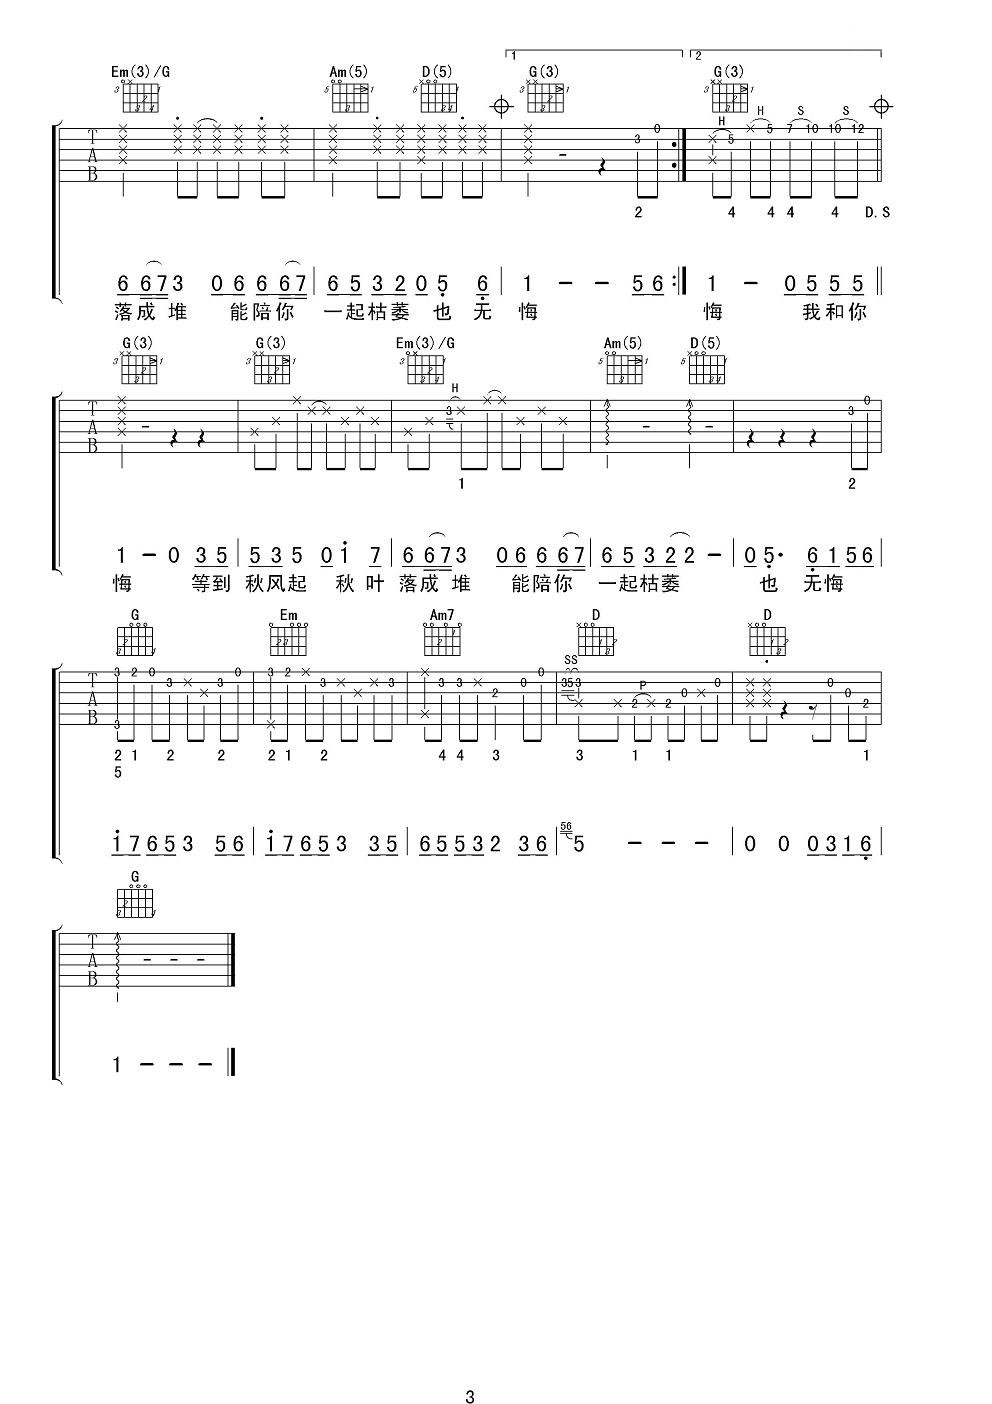 1 2
Em(3)/G Am(5) D(5) G(3) G(3)
H H S S
T A B 3 0 5 5 7 10 10 12
2 4 4 4 4 D.S
6 6 7 3 0 6 6 6 7 6 5 3 2 0 5 6 1 - - 5 6 1 - 0 5 5 5
落成堆 能陪你 一起枯萎 也 无 悔 悔 我和你
G(3) G(3) Em(3)/G Am(5) D(5)
H
T A B 3 3 0
1 2
1 - 0 3 5 5 3 5 0 1 7 6 6 7 3 0 6 6 6 7 6 5 3 2 2 - 0 5· 6 1 5 6
悔 等到 秋风起 秋 叶 落成堆 能陪你 一起枯萎 也 无悔
G Em Am7 D D
SS P
T A B 3 3 2 0 3 3 0 3 2 3 3 3 3 3 2 0 0 3 5 3 2 2 0 0 0 0 2
2 1 2 2 2 1 2 4 4 3 3 1 1 1
5
1 7 6 5 3 5 6 1 7 6 5 3 3 5 6 5 5 3 2 3 6 56 5 - - - 0 0 0 3 1 6
G
T A B - - -
1 - - -
3